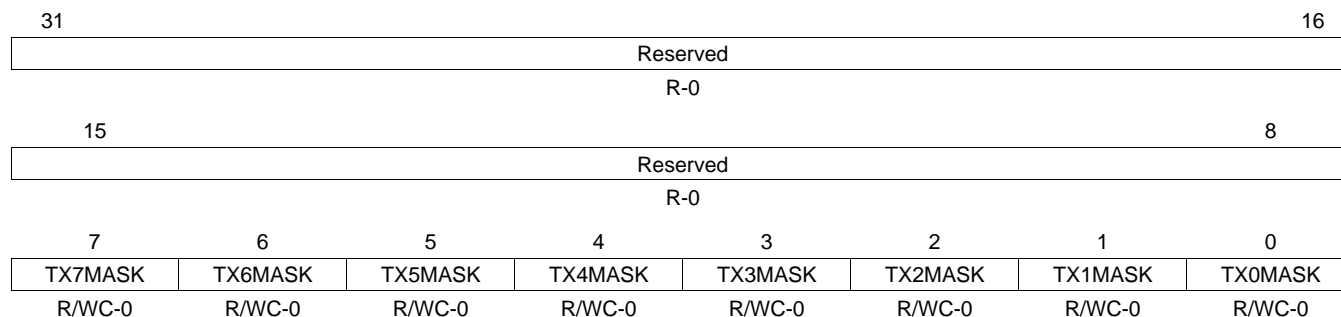 31 16
Reserved
R-0
15 8
Reserved
R-0
7 6 5 4 3 2 1 0
TX7MASK TX6MASK TX5MASK TX4MASK TX3MASK TX2MASK TX1MASK TX0MASK
R/WC-0 R/WC-0 R/WC-0 R/WC-0 R/WC-0 R/WC-0 R/WC-0 R/WC-0